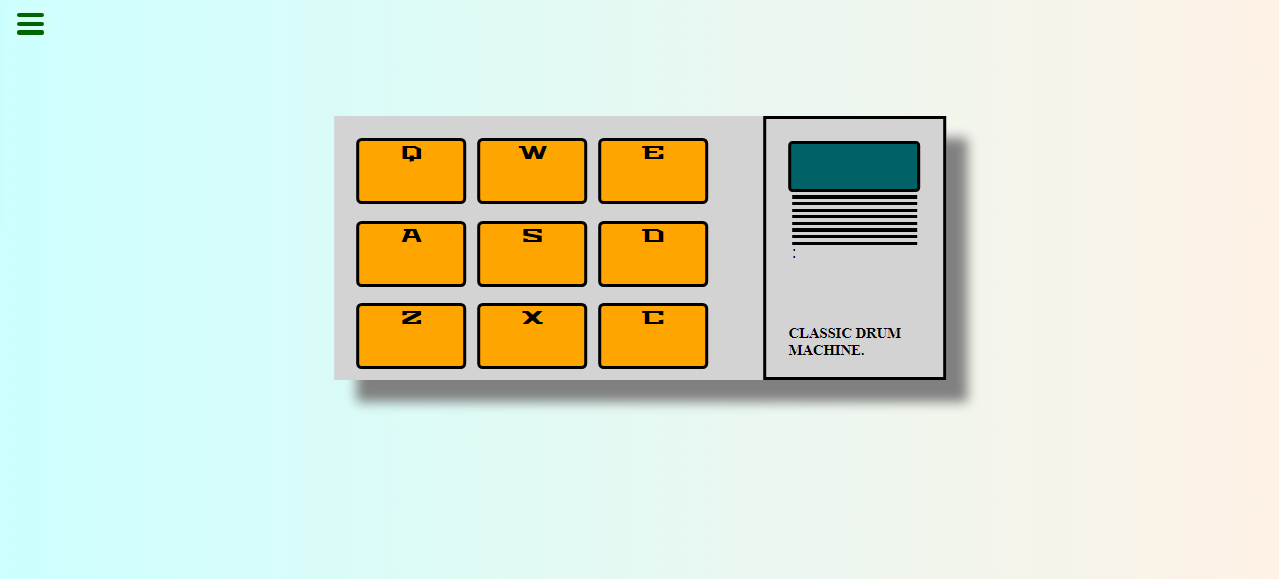 Q W E
A S D
Z X C
:
CLASSIC DRUM
MACHINE.